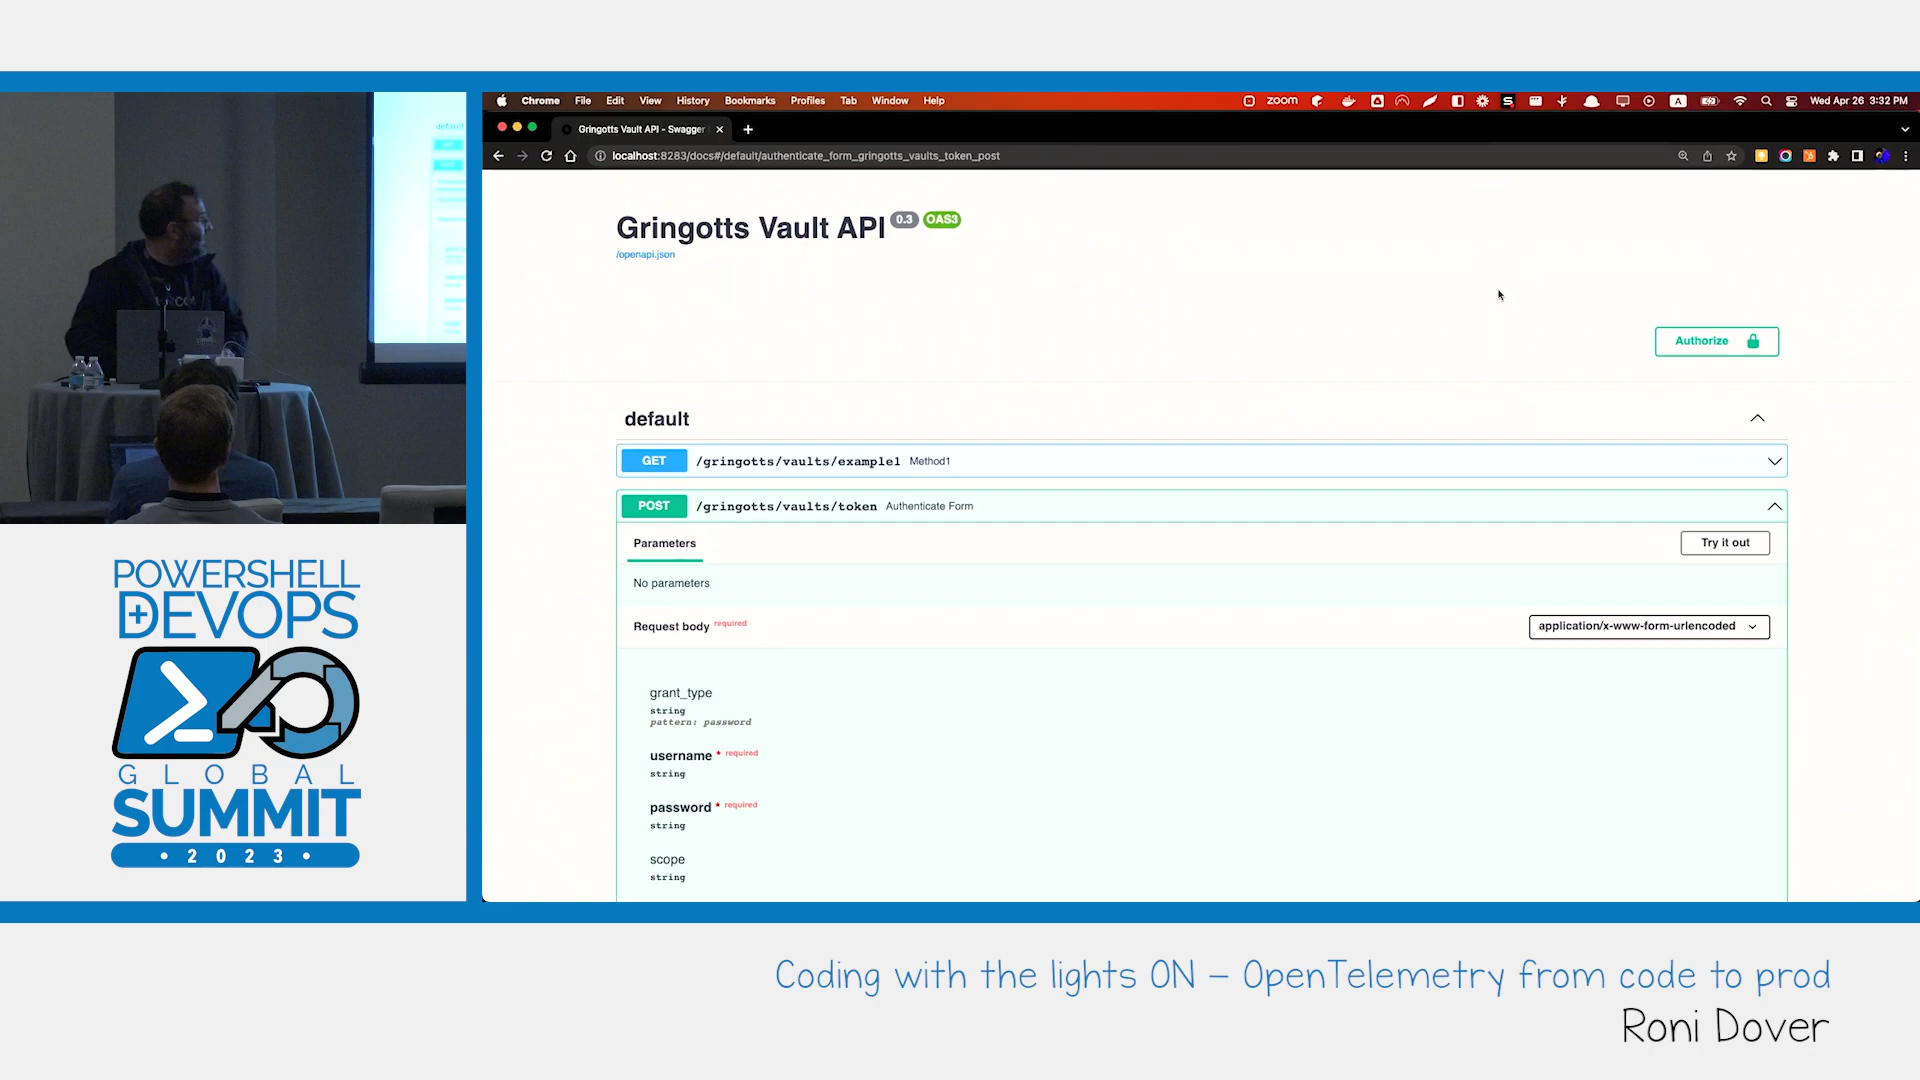 Chrome File Edit View History Bookmarks Profiles Tab Window Help zoom A Wed Apr 26 3:32 PM
Gringotts Vault API - Swagger
localhost:8283/docs#/default/authenticate_form_gringotts_vaults_token_post
Gringotts Vault API 0.3 OAS3
/openapi.json
Authorize
default
GET /gringotts/vaults/example1 Method1
POST /gringotts/vaults/token Authenticate Form
Parameters
Try it out
No parameters
Request body required
application/x-www-form-urlencoded
grant_type
string
pattern: password
username * required
string
password * required
string
scope
string
default
POWERSHELL
DEVOPS
GLOBAL
SUMMIT
• 2 0 2 3 •
Coding with the lights ON – OpenTelemetry from code to prod
Roni Dover